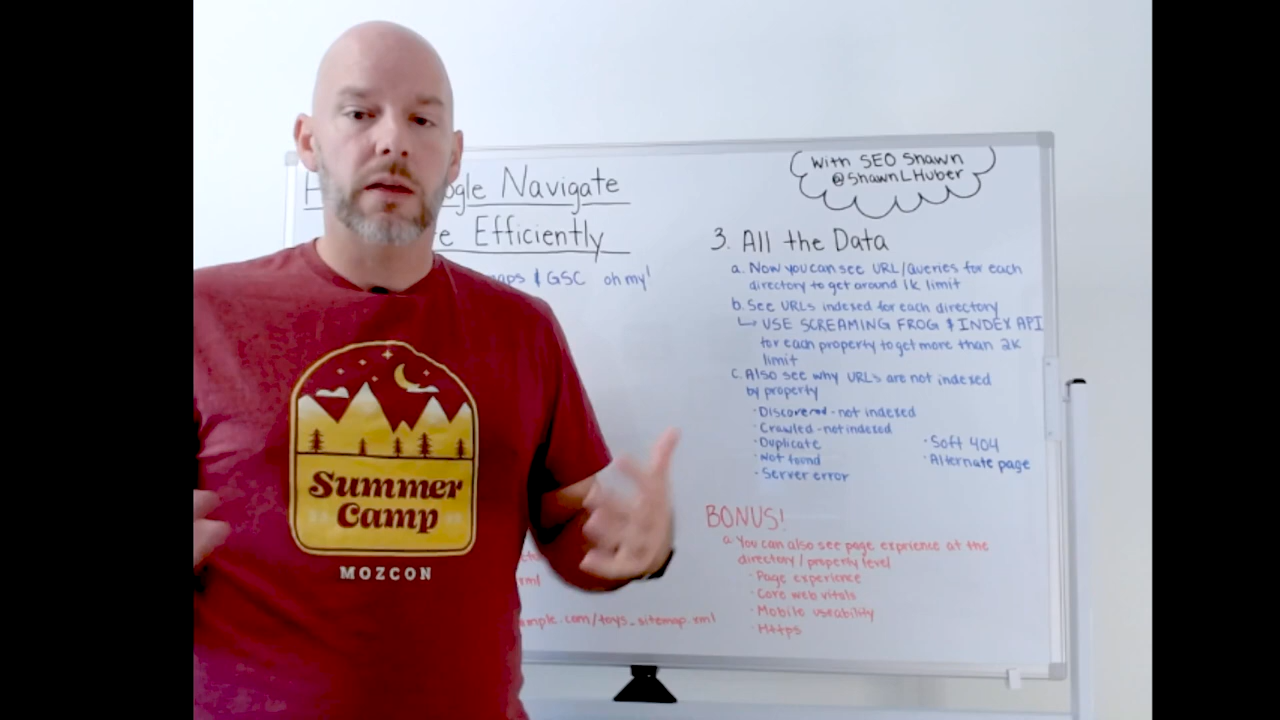 With SEO Shawn
@ShawnLHuber
Navigate
Efficiently
& GSC oh my!
3. All the Data
a. Now you can see URL/Queries for each
directory to get around 1k limit
b. See URLs indexed for each directory
↳ USE SCREAMING FROG & INDEX API
for each property to get more than 2k
limit
c. Also see why URLs are not indexed
by property
· Discovered - not indexed
· Crawled - not indexed
· Duplicate
· Not found
· Server error
· Soft 404
· Alternate page
BONUS!
a. You can also see page exprience at the
directory / property level
· Page experience
· Core web vitals
· Mobile useability
· Https
mple.com/toys_sitemap.xml
Summer
Camp
MOZCON